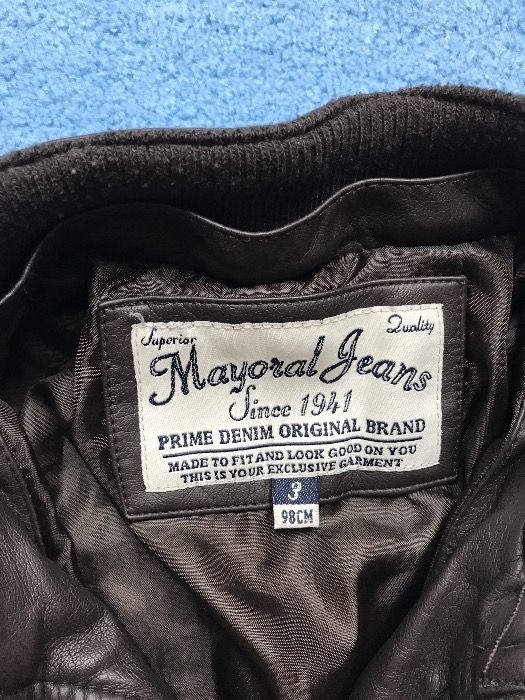 Superior Quality
Mayoral Jeans
Since 1941
PRIME DENIM ORIGINAL BRAND
MADE TO FIT AND LOOK GOOD ON YOU
THIS IS YOUR EXCLUSIVE GARMENT
3
98CM